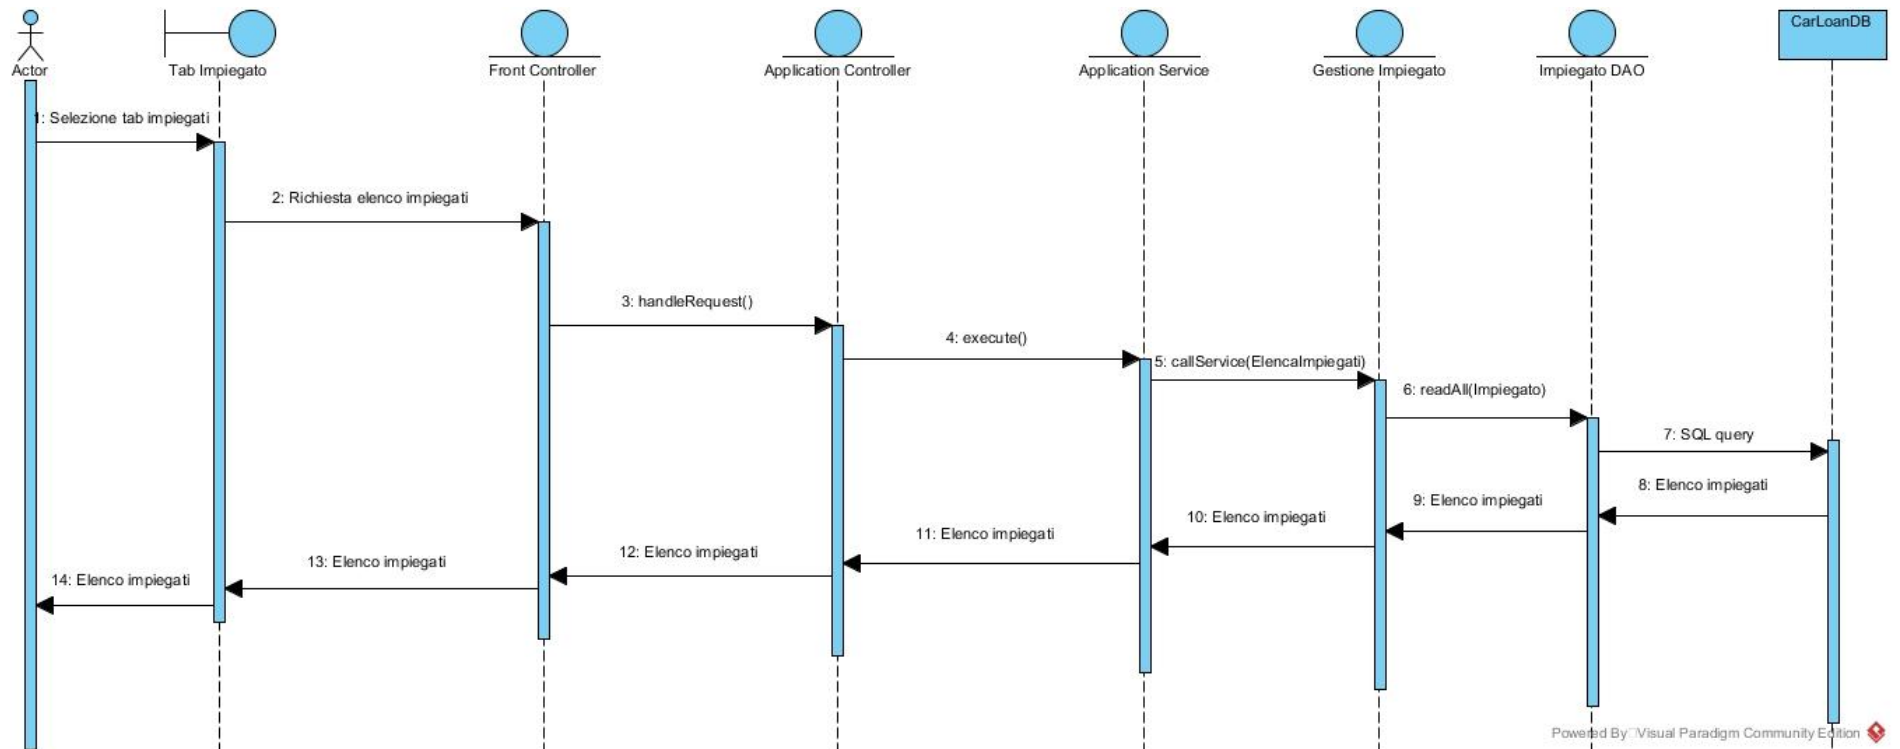 CarLoanDB
Actor
Tab Impiegato
Front Controller
Application Controller
Application Service
Gestione Impiegato
Impiegato DAO
1: Selezione tab impiegati
2: Richiesta elenco impiegati
3: handleRequest()
4: execute()
5: callService(ElencaImpiegati)
6: readAll(Impiegato)
7: SQL query
8: Elenco impiegati
9: Elenco impiegati
10: Elenco impiegati
11: Elenco impiegati
12: Elenco impiegati
13: Elenco impiegati
14: Elenco impiegati
Powered By Visual Paradigm Community Edition